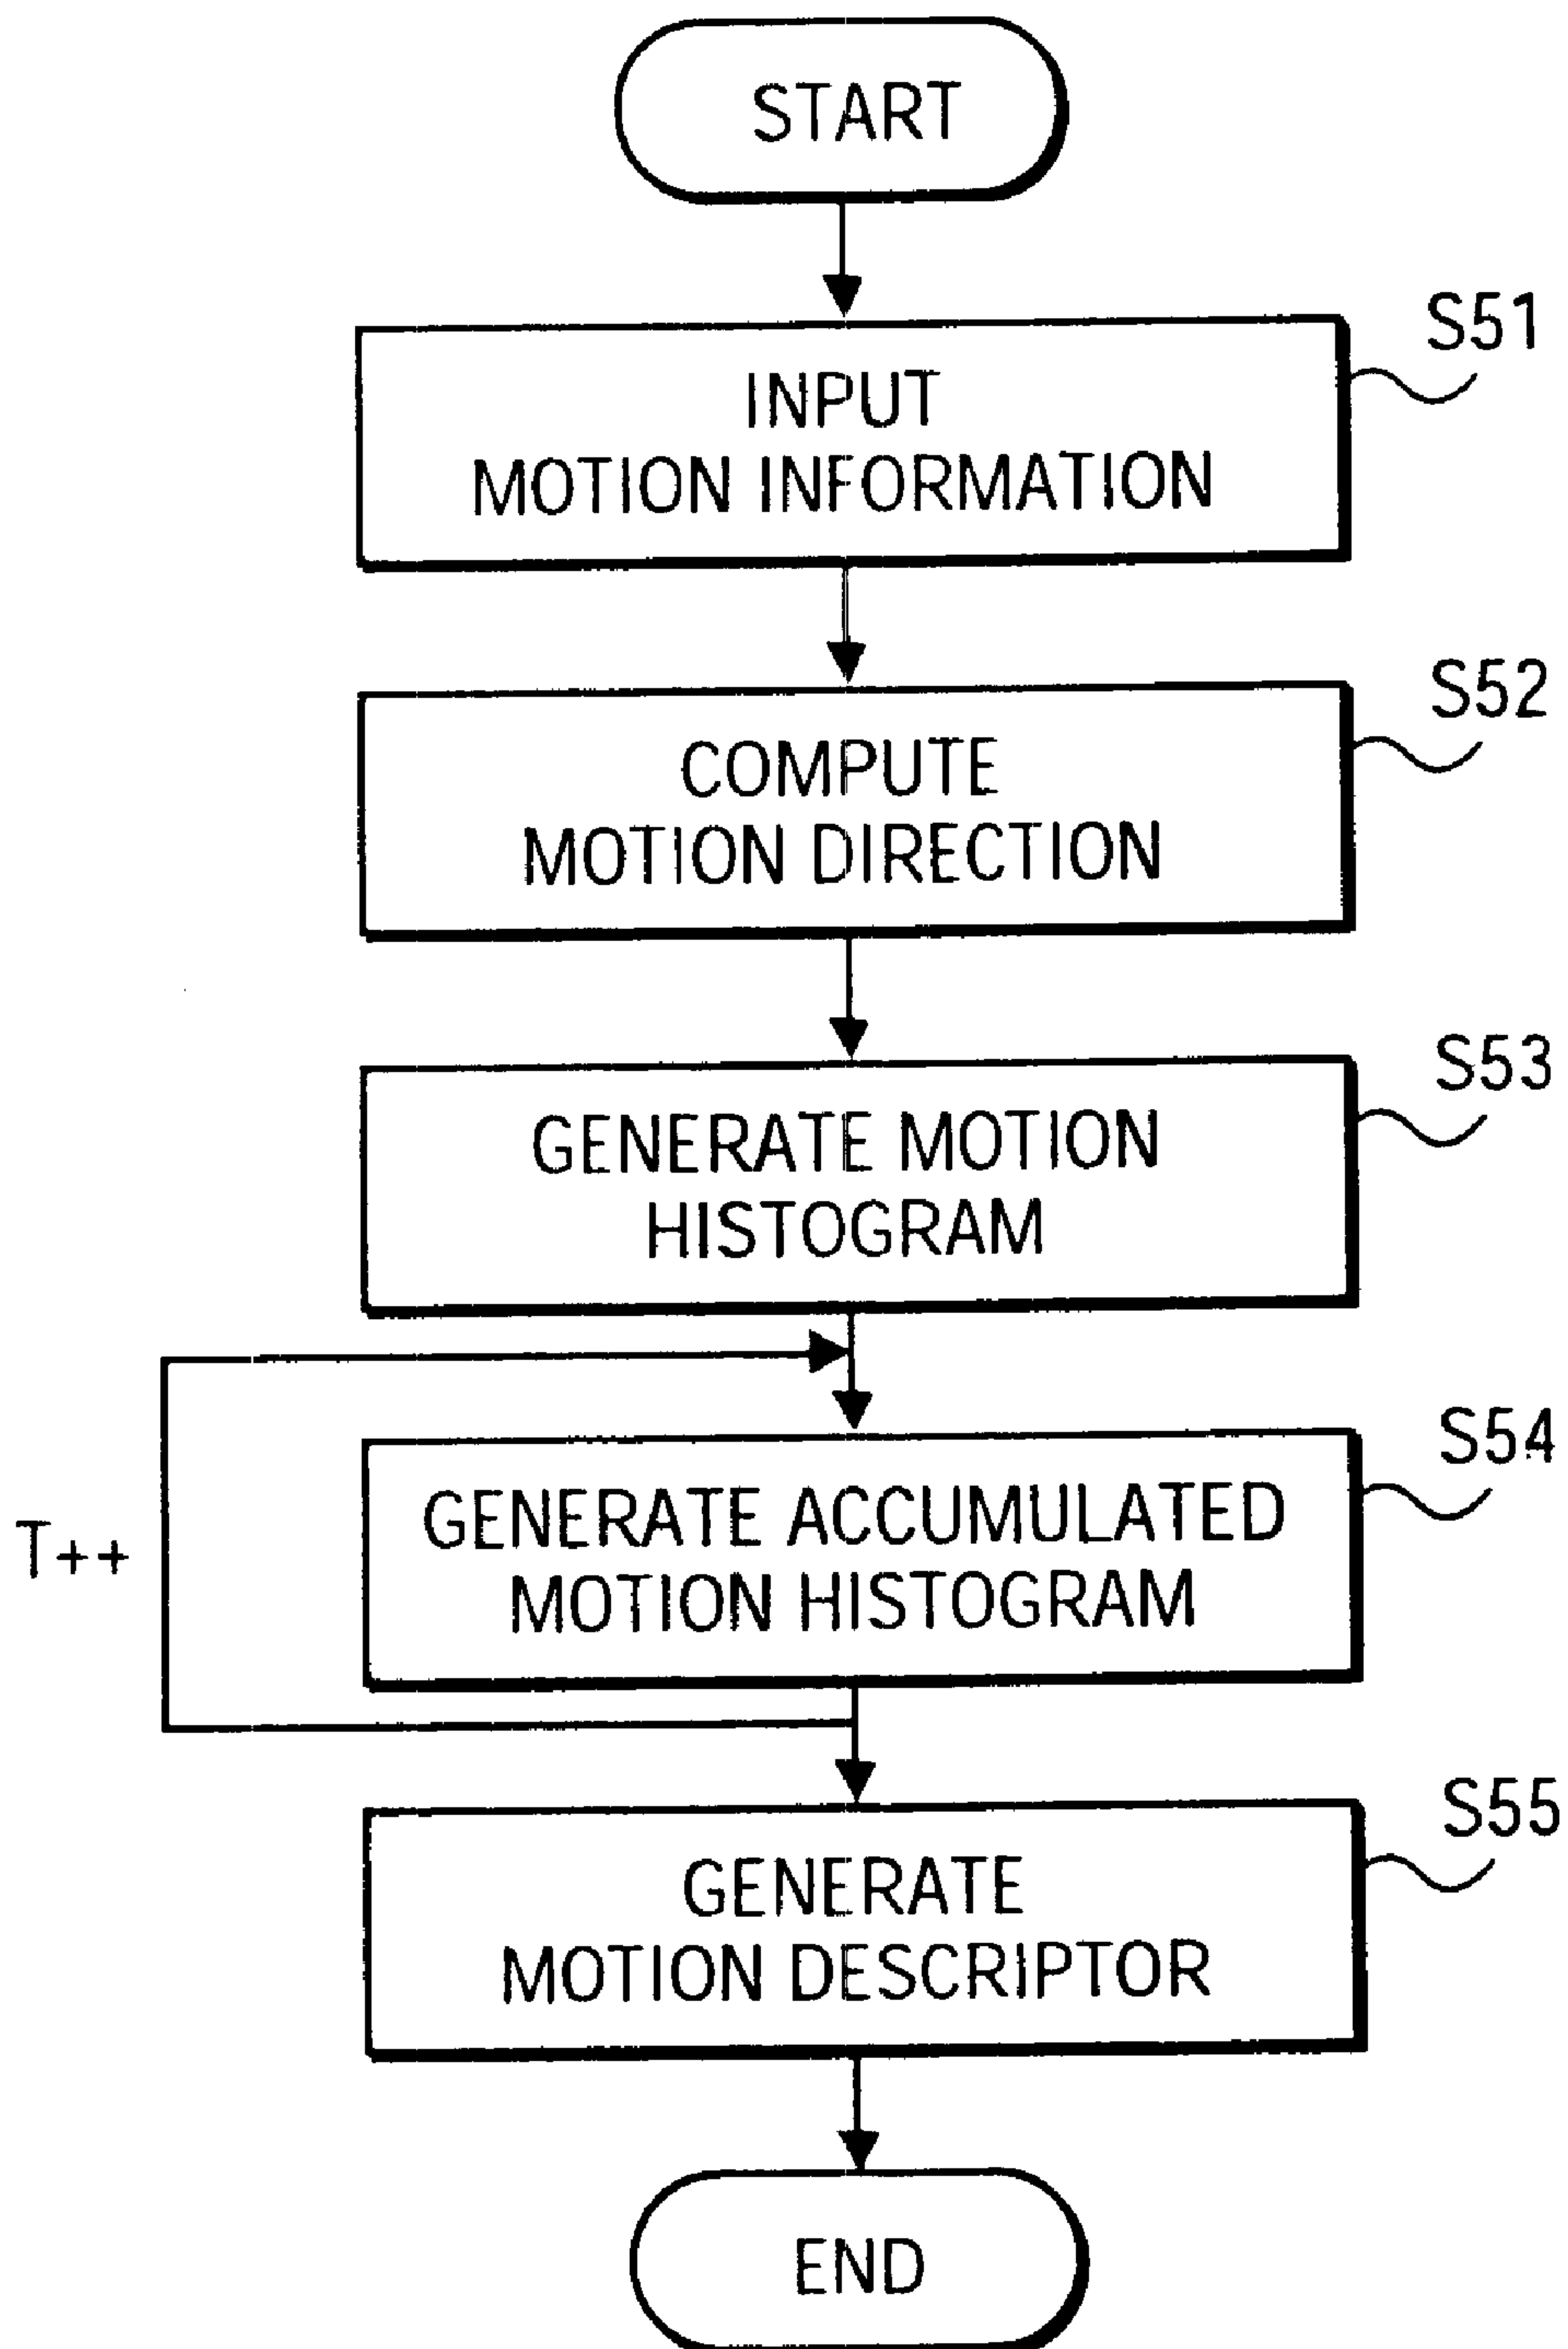 START
S51
INPUT
MOTION INFORMATION
S52
COMPUTE
MOTION DIRECTION
S53
GENERATE MOTION
HISTOGRAM
S54
GENERATE ACCUMULATED
MOTION HISTOGRAM
T++
S55
GENERATE
MOTION DESCRIPTOR
END